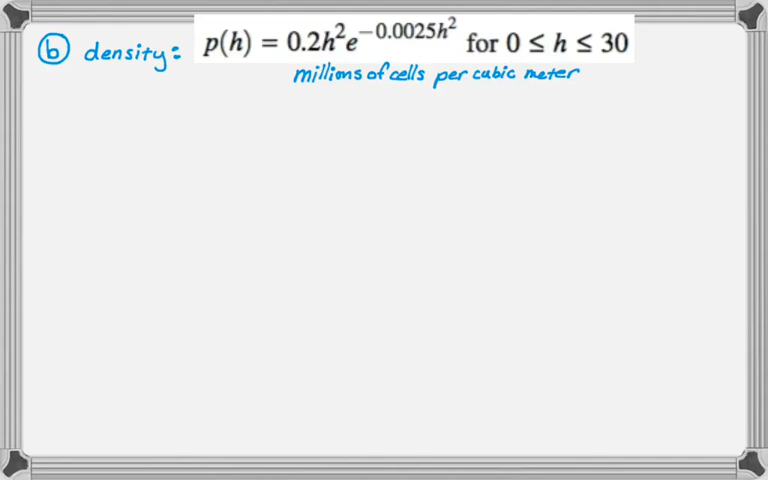 ⓑ density: p(h) = 0.2h²e^{−0.0025h²} for 0 ≤ h ≤ 30
millions of cells per cubic meter